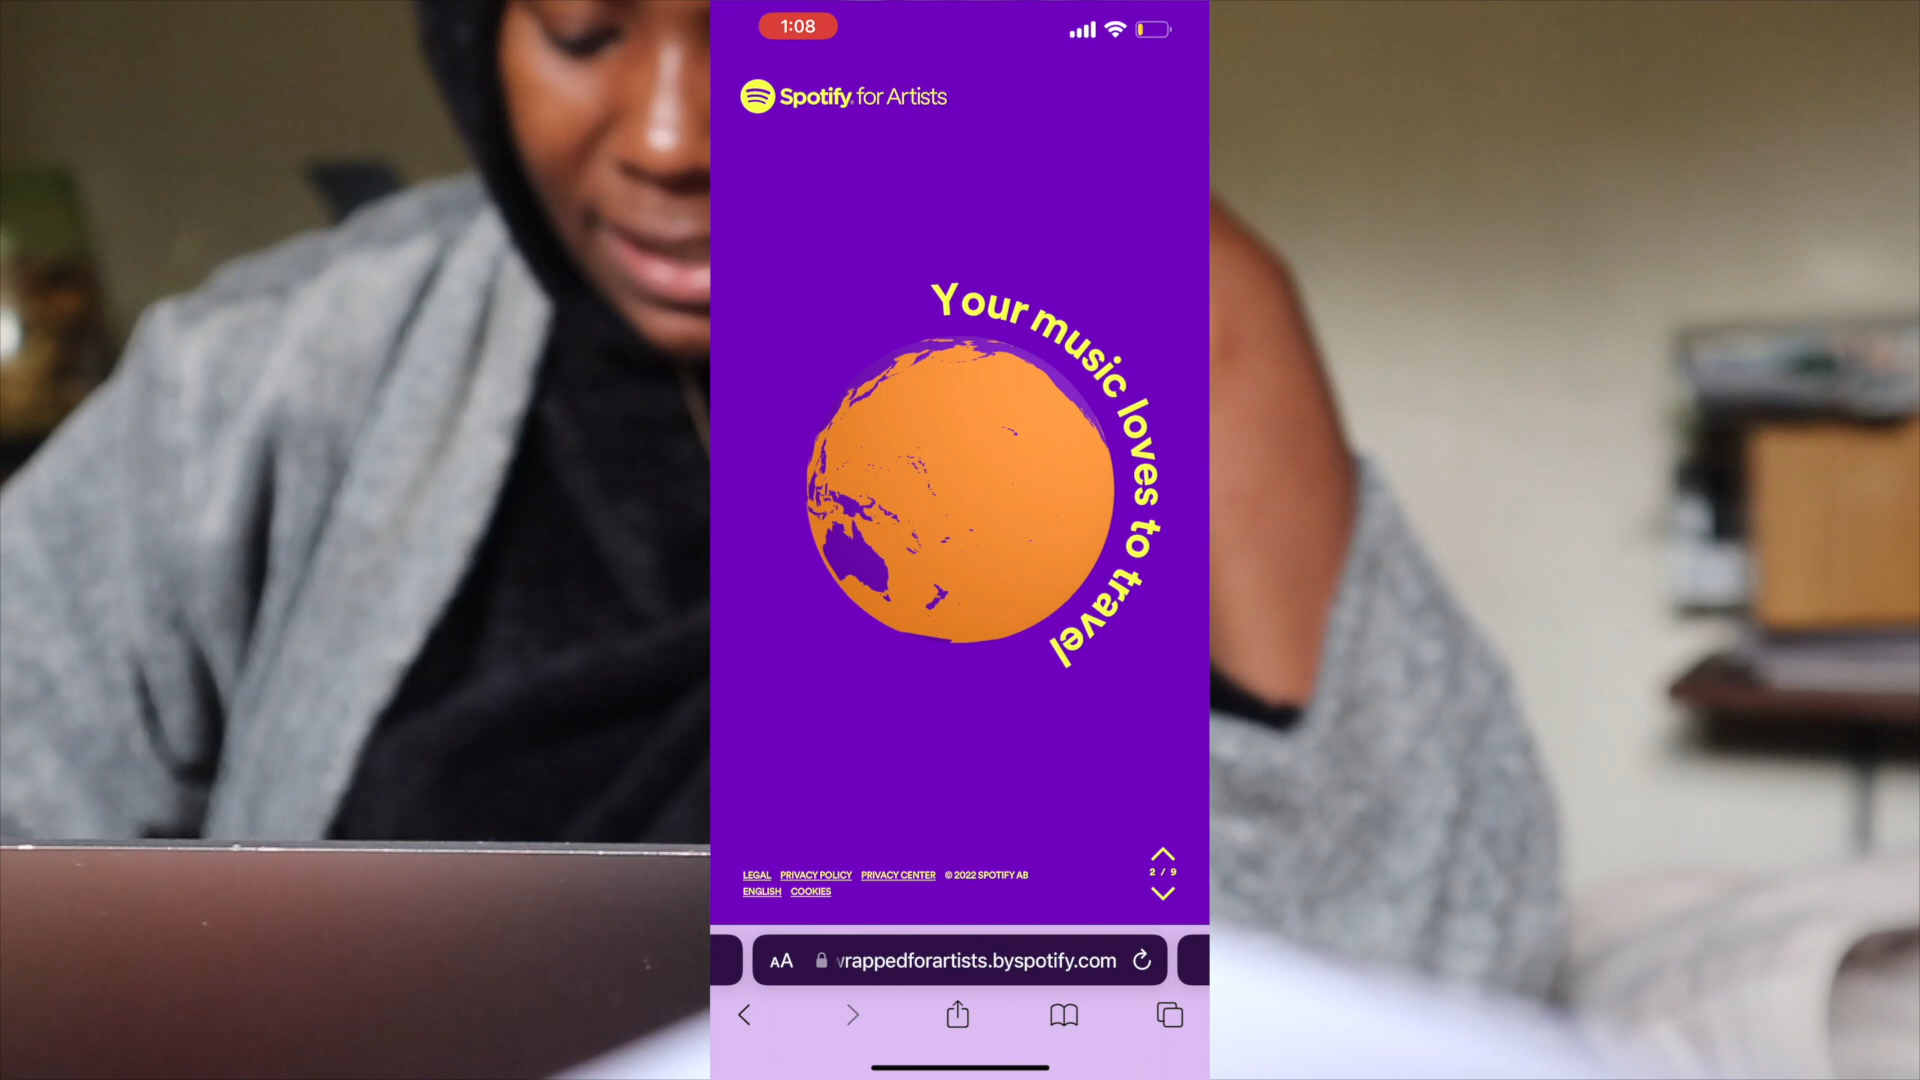 1:08
Spotify for Artists
Your music loves to travel
LEGAL PRIVACY POLICY PRIVACY CENTER © 2022 SPOTIFY AB
ENGLISH COOKIES
2 / 9
AA rappedforartists.byspotify.com